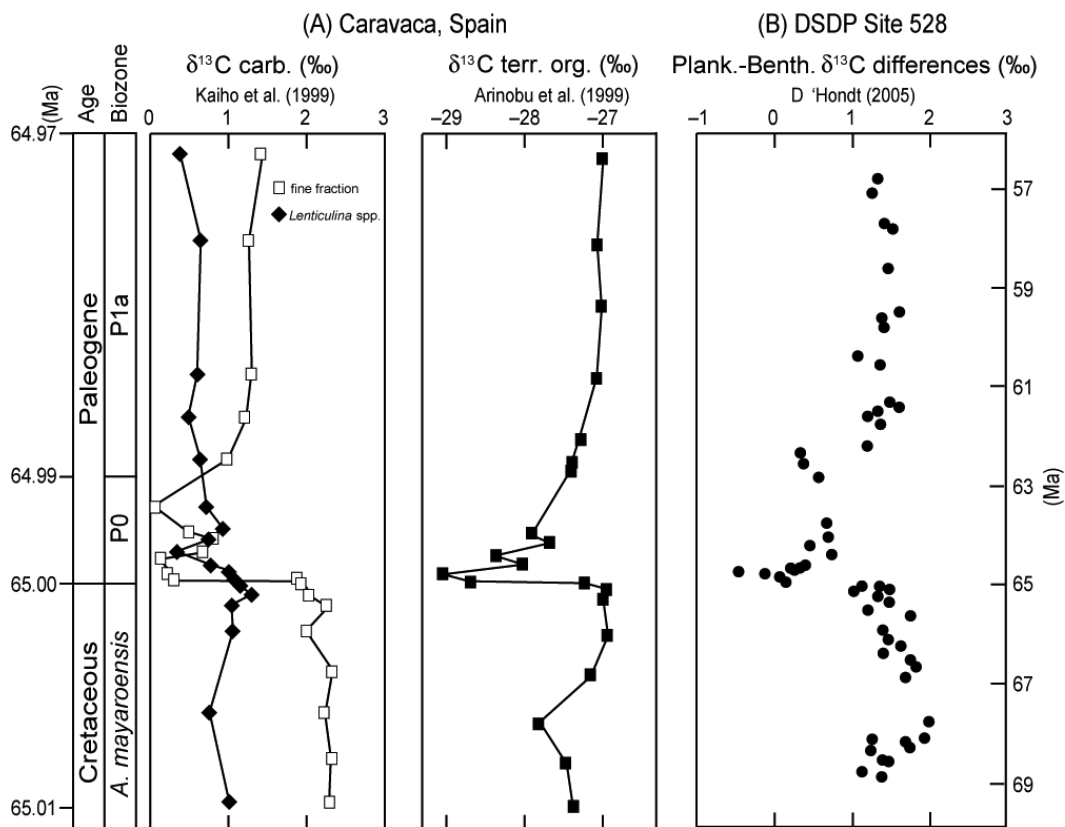 (A) Caravaca, Spain
(B) DSDP Site 528
δ¹³C carb. (‰)
Kaiho et al. (1999)
δ¹³C terr. org. (‰)
Arinobu et al. 1999)
Plank.-Benth. δ¹³C differences (‰)
D ‘Hondt (2005)
(Ma)
Age
Biozone
0 1 2 3
−29 −28 −27
−1 0 1 2 3
64.97
64.99
65.00
65.01
Paleogene
Cretaceous
P1a
P0
A. mayaroensis
fine fraction
Lenticulina spp.
57
59
61
63
65
67
69
(Ma)